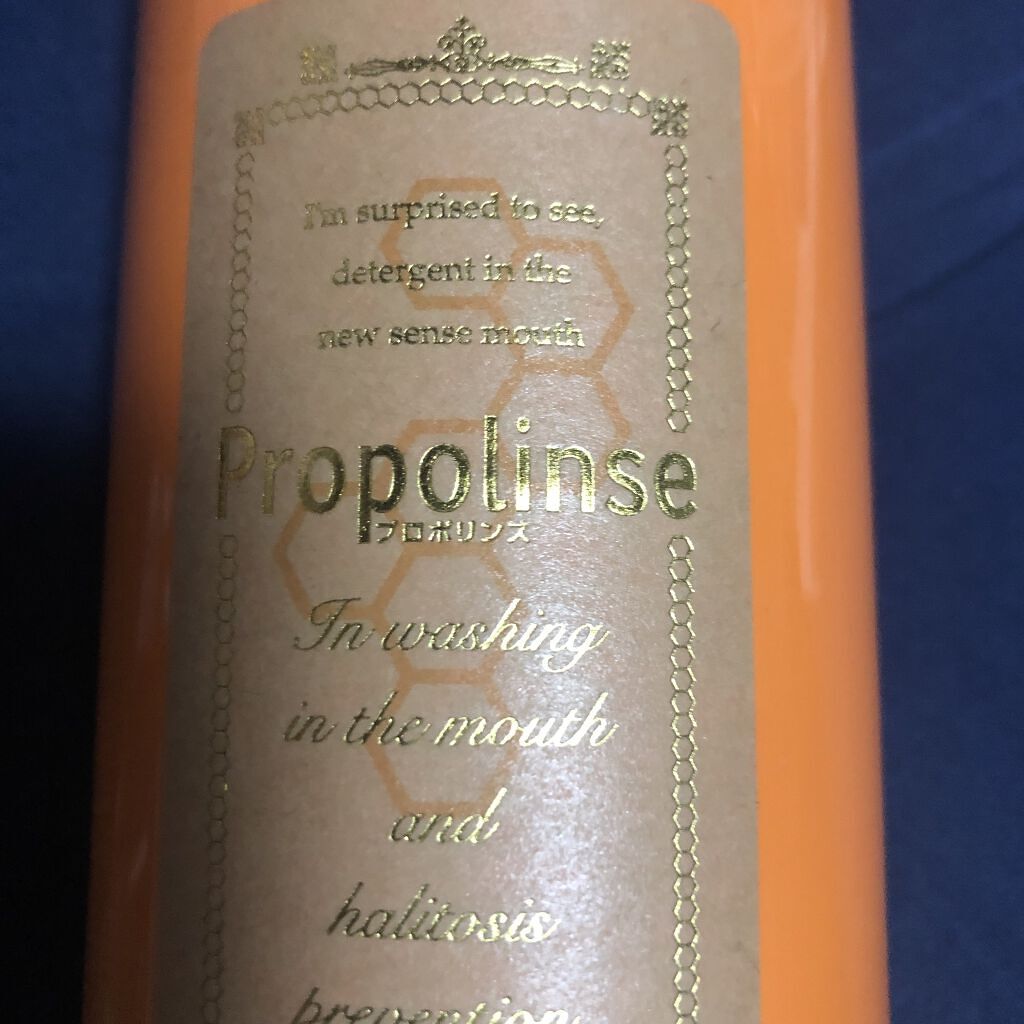 I'm surprised to see,
detergent in the
new sense mouth
Propolinse
プロポリンス
In washing
in the mouth
and
halitosis
prevention